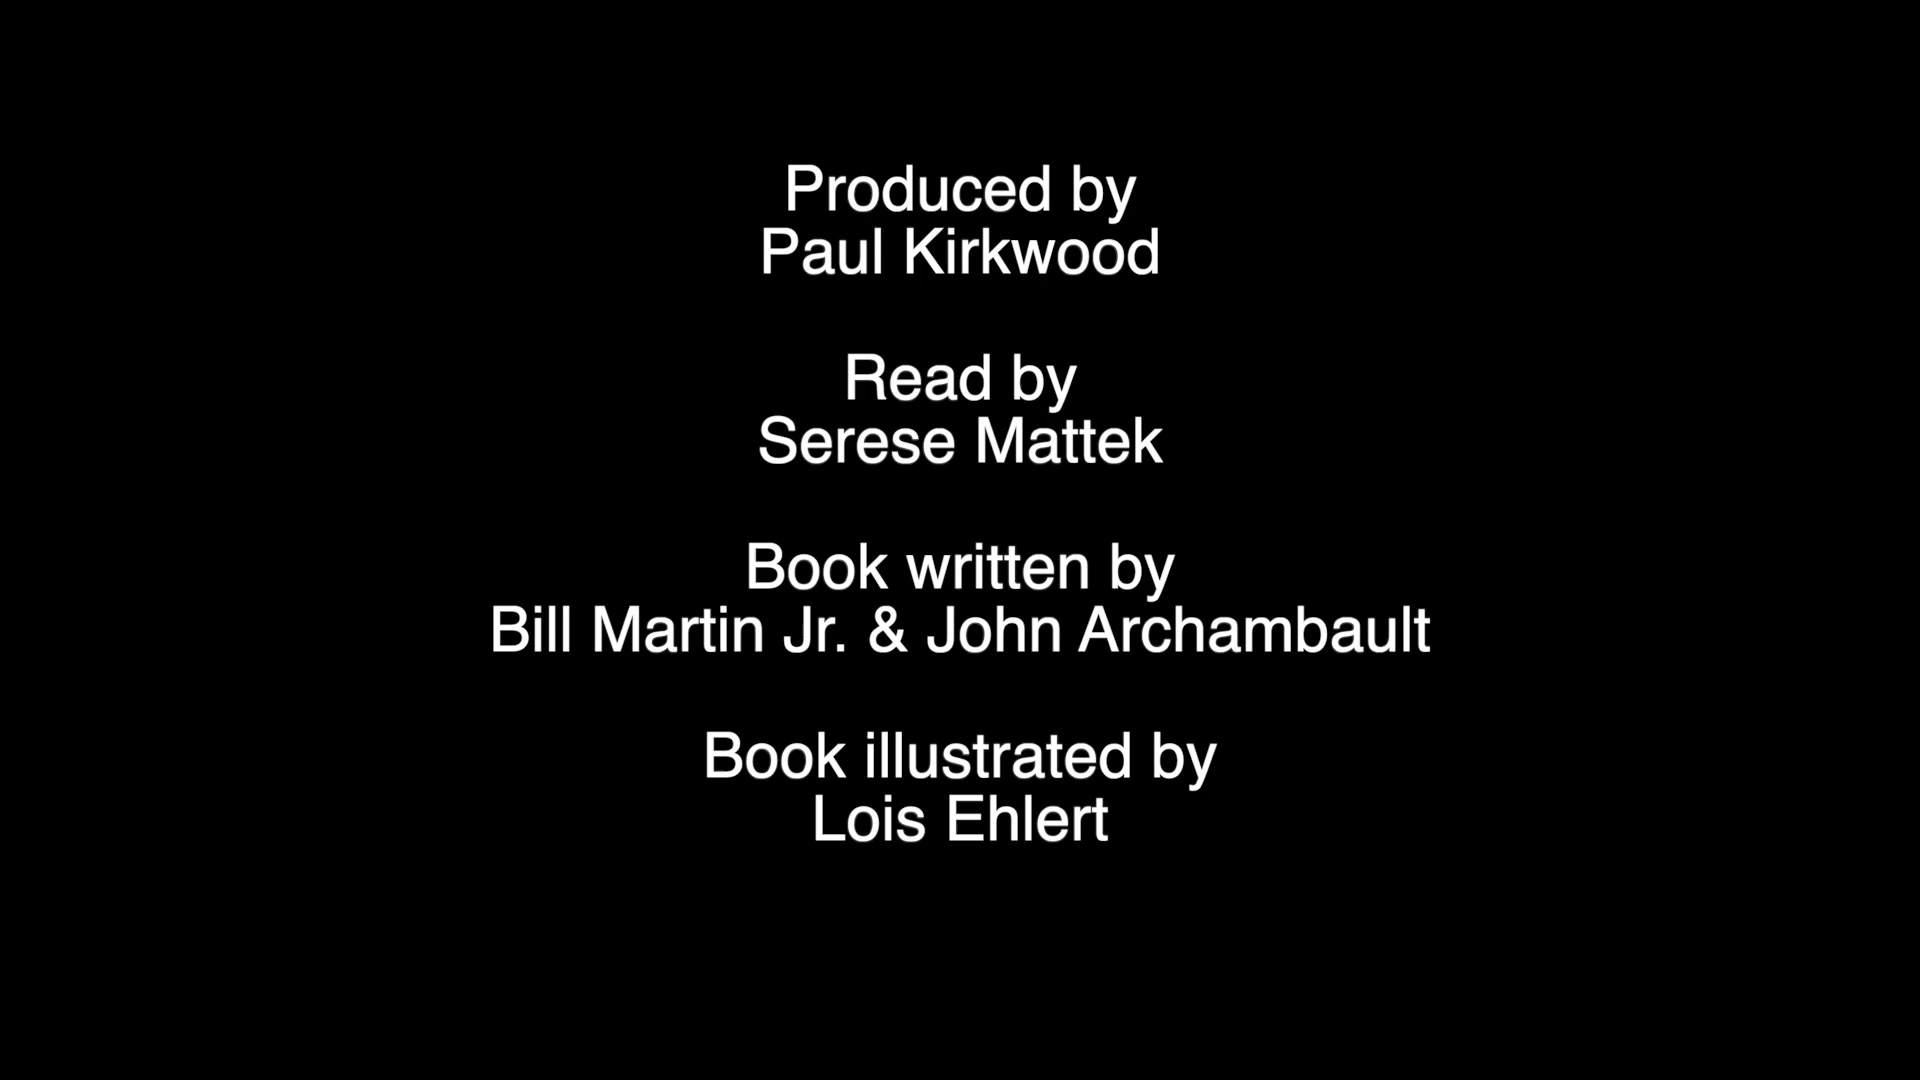 Produced by
Paul Kirkwood
Read by
Serese Mattek
Book written by
Bill Martin Jr. & John Archambault
Book illustrated by
Lois Ehlert